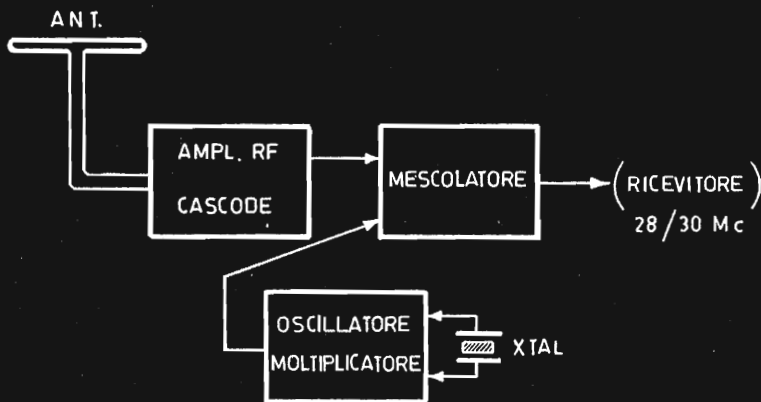 ANT.
AMPL. RF
CASCODE
MESCOLATORE
(RICEVITORE)
28/30 Mc
OSCILLATORE
MOLTIPLICATORE
XTAL